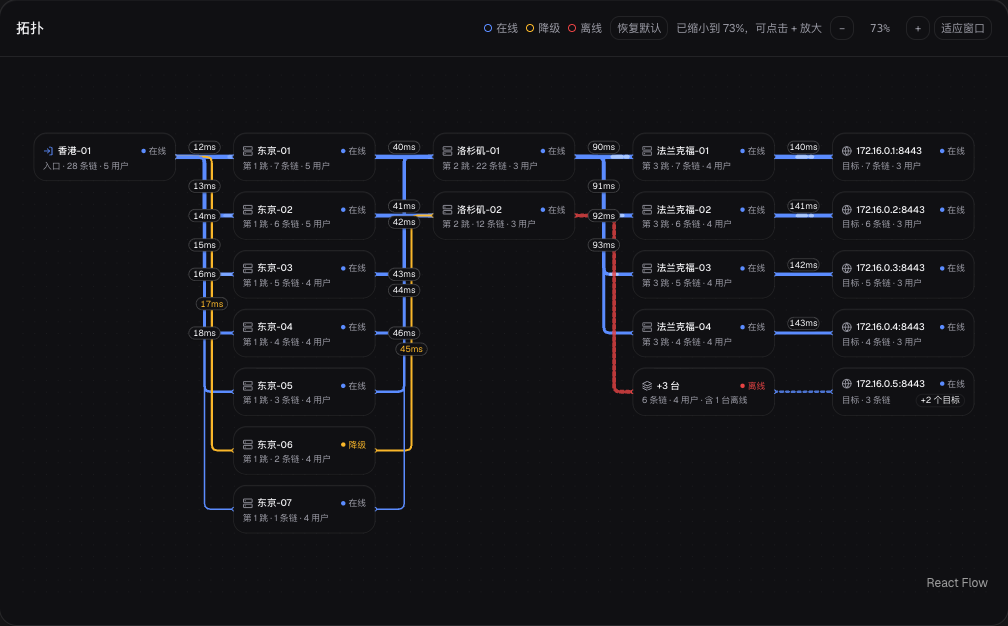 拓扑
在线 降级 离线 恢复默认 已缩小到 73%，可点击 + 放大 − 73% + 适应窗口
香港-01 在线
入口 · 28 条链 · 5 用户
12ms
13ms
14ms
15ms
16ms
17ms
18ms
东京-01 在线
第 1 跳 · 7 条链 · 5 用户
东京-02 在线
第 1 跳 · 6 条链 · 5 用户
东京-03 在线
第 1 跳 · 5 条链 · 4 用户
东京-04 在线
第 1 跳 · 4 条链 · 4 用户
东京-05 在线
第 1 跳 · 3 条链 · 4 用户
东京-06 降级
第 1 跳 · 2 条链 · 4 用户
东京-07 在线
第 1 跳 · 1 条链 · 4 用户
40ms
41ms
42ms
43ms
44ms
46ms
45ms
洛杉矶-01 在线
第 2 跳 · 22 条链 · 3 用户
洛杉矶-02 在线
第 2 跳 · 12 条链 · 3 用户
90ms
91ms
92ms
93ms
法兰克福-01 在线
第 3 跳 · 7 条链 · 4 用户
法兰克福-02 在线
第 3 跳 · 6 条链 · 4 用户
法兰克福-03 在线
第 3 跳 · 5 条链 · 4 用户
法兰克福-04 在线
第 3 跳 · 4 条链 · 4 用户
+3 台 离线
6 条链 · 4 用户 · 含 1 台离线
140ms
141ms
142ms
143ms
172.16.0.1:8443 在线
目标 · 7 条链 · 3 用户
172.16.0.2:8443 在线
目标 · 6 条链 · 3 用户
172.16.0.3:8443 在线
目标 · 5 条链 · 3 用户
172.16.0.4:8443 在线
目标 · 4 条链 · 3 用户
172.16.0.5:8443 在线
目标 · 3 条链 +2 个目标
React Flow